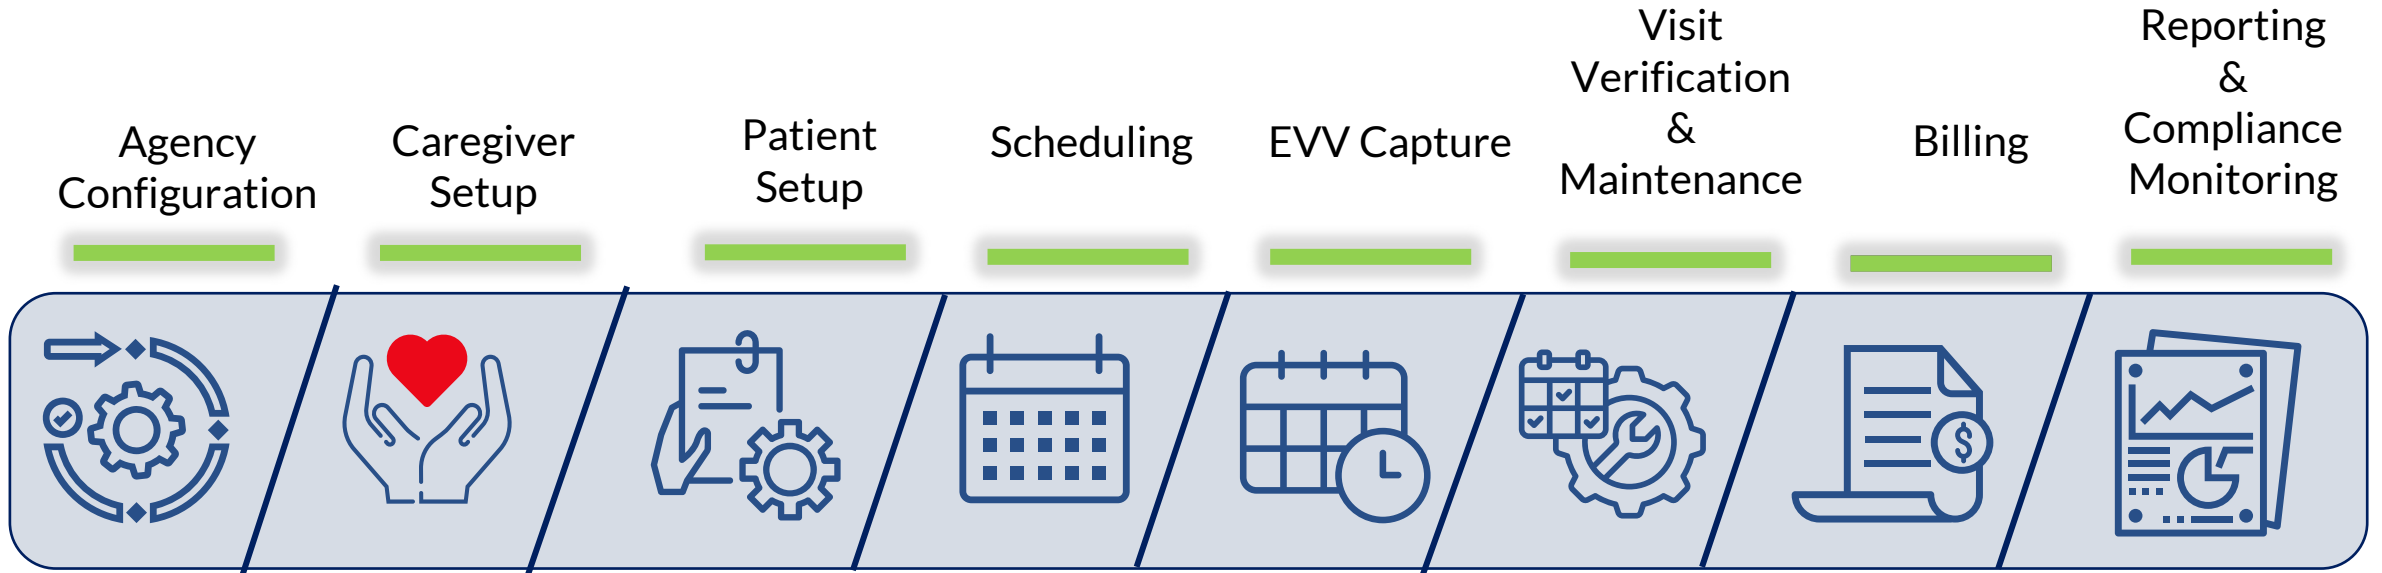 Agency
Configuration
Caregiver
Setup
Patient
Setup
Scheduling
EVV Capture
Visit
Verification
&
Maintenance
Billing
Reporting
&
Compliance
Monitoring
$